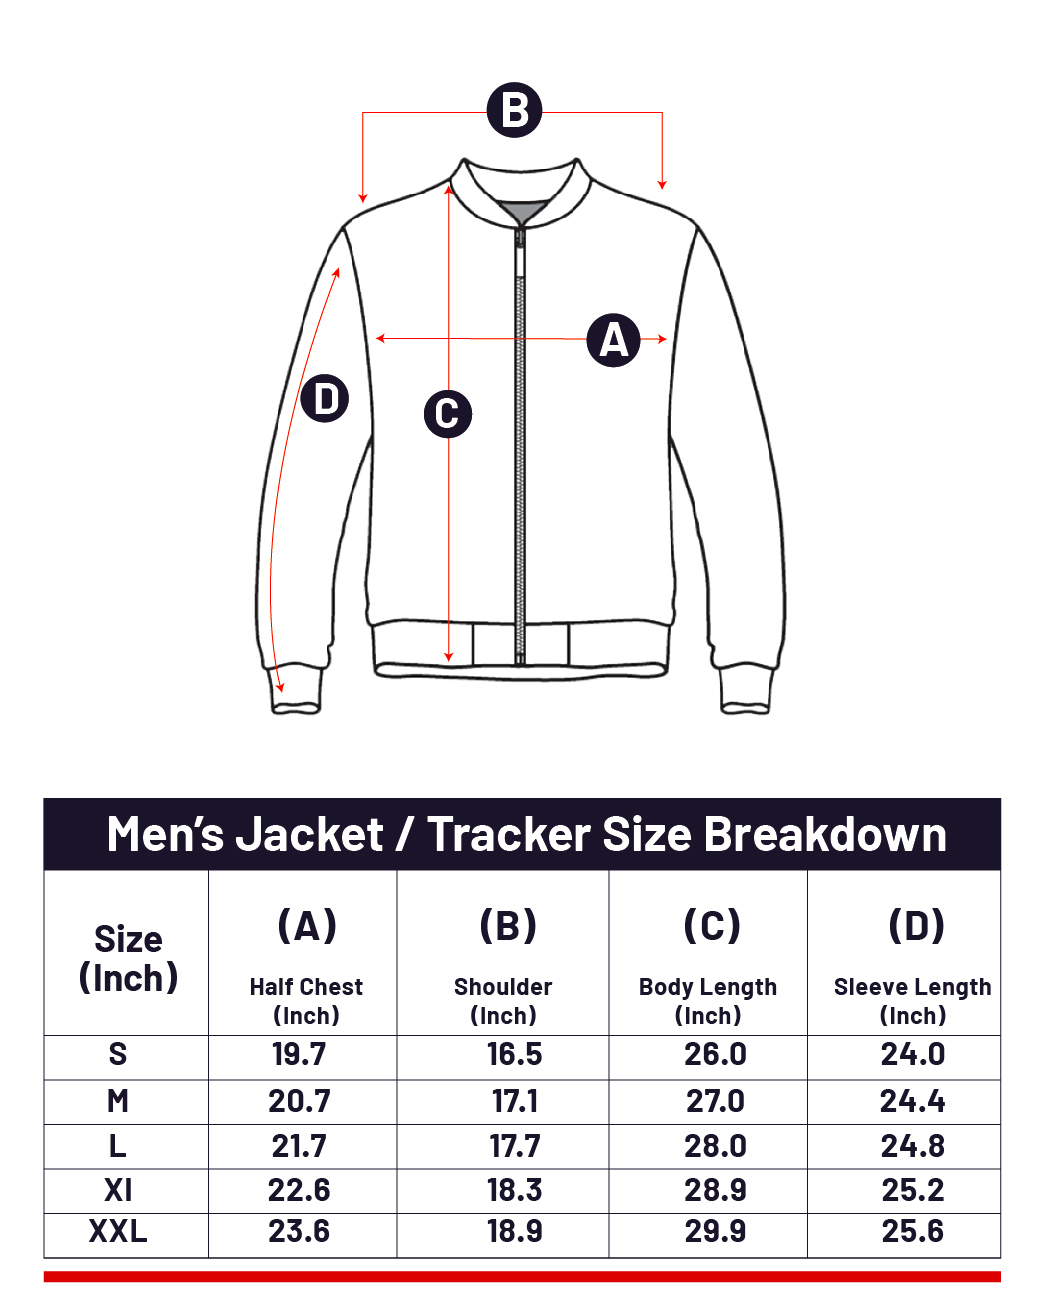 B
A
D
C
Men's Jacket / Tracker Size Breakdown
Size
(Inch)
(A)
Half Chest
(Inch)
(B)
Shoulder
(Inch)
(C)
Body Length
(Inch)
(D)
Sleeve Length
(Inch)
S 19.7 16.5 26.0 24.0
M 20.7 17.1 27.0 24.4
L 21.7 17.7 28.0 24.8
XI 22.6 18.3 28.9 25.2
XXL 23.6 18.9 29.9 25.6